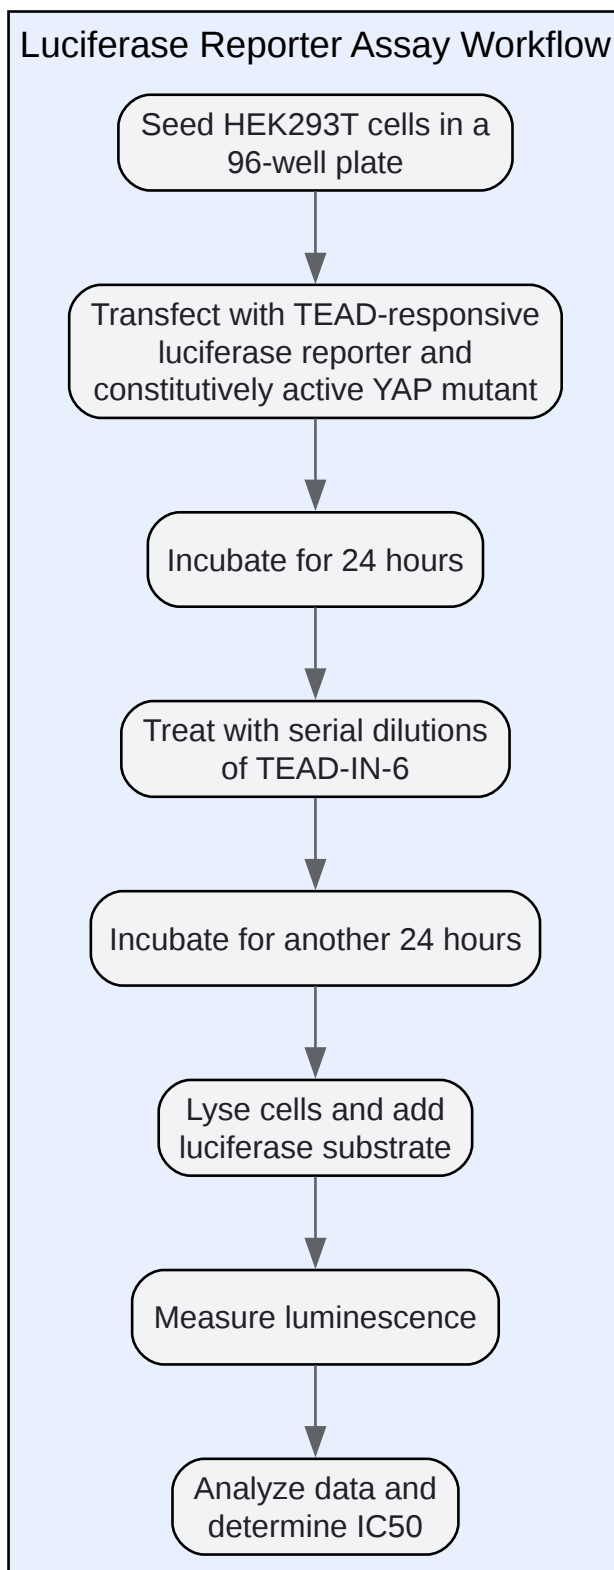 Luciferase Reporter Assay Workflow
Seed HEK293T cells in a
96-well plate
Transfect with TEAD-responsive
luciferase reporter and
constitutively active YAP mutant
Incubate for 24 hours
Treat with serial dilutions
of TEAD-IN-6
Incubate for another 24 hours
Lyse cells and add
luciferase substrate
Measure luminescence
Analyze data and
determine IC50